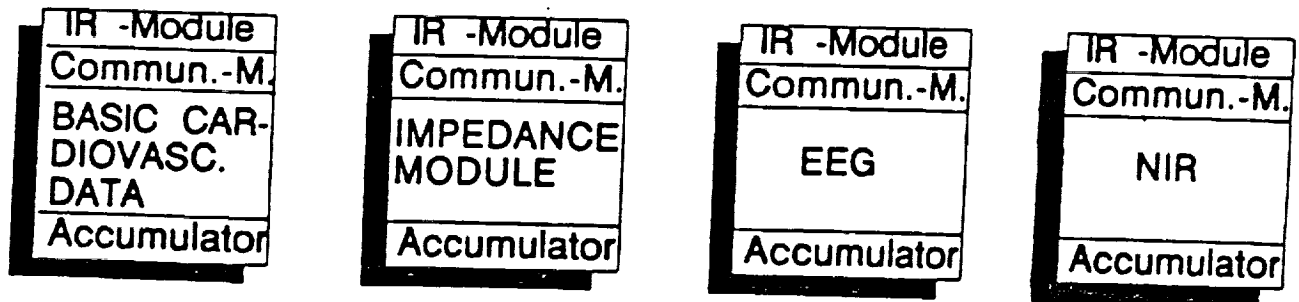 IR -Module
Commun.-M.
BASIC CAR-
DIOVASC.
DATA
Accumulator
IR -Module
Commun.-M.
IMPEDANCE
MODULE
Accumulator
IR -Module
Commun.-M.
EEG
Accumulator
IR -Module
Commun.-M.
NIR
Accumulator